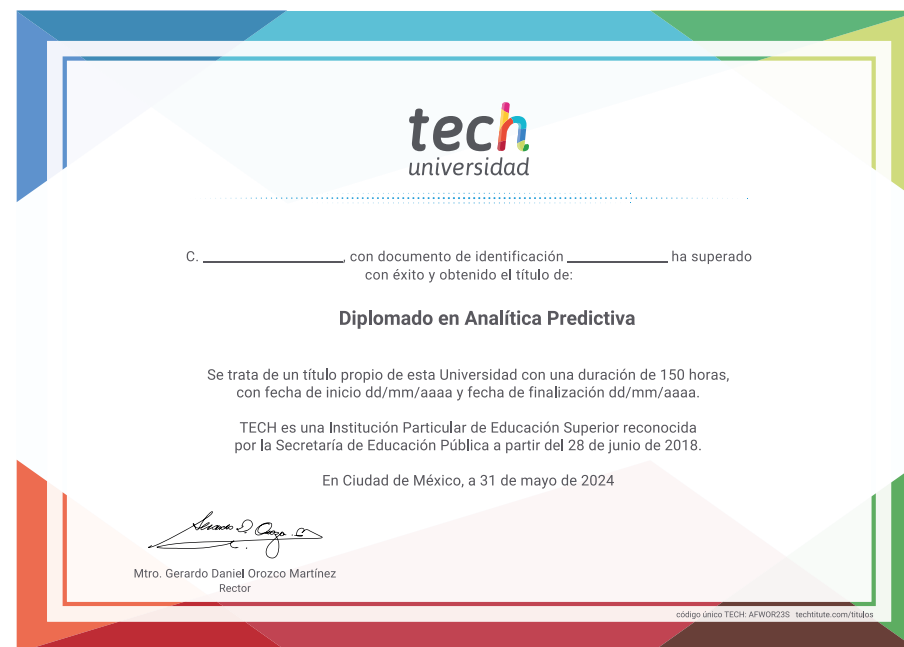 tech
universidad
C. ____________, con documento de identificación ____________ ha superado
con éxito y obtenido el título de:
Diplomado en Analítica Predictiva
Se trata de un título propio de esta Universidad con una duración de 150 horas,
con fecha de inicio dd/mm/aaaa y fecha de finalización dd/mm/aaaa.
TECH es una Institución Particular de Educación Superior reconocida
por la Secretaría de Educación Pública a partir del 28 de junio de 2018.
En Ciudad de México, a 31 de mayo de 2024
Mtro. Gerardo Daniel Orozco Martínez
Rector
código único TECH: AFWOR23S techtitute.com/titulos